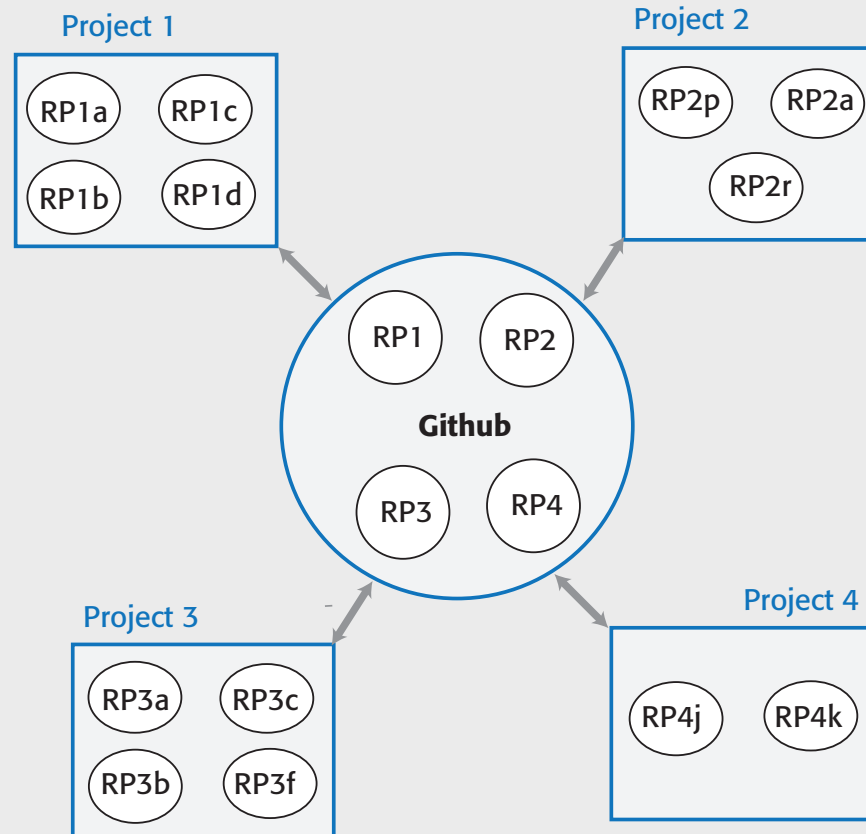 Project 1
RP1a
RP1c
RP1b
RP1d
Project 2
RP2p
RP2a
RP2r
RP1
RP2
Github
RP3
RP4
Project 3
RP3a
RP3c
RP3b
RP3f
Project 4
RP4j
RP4k